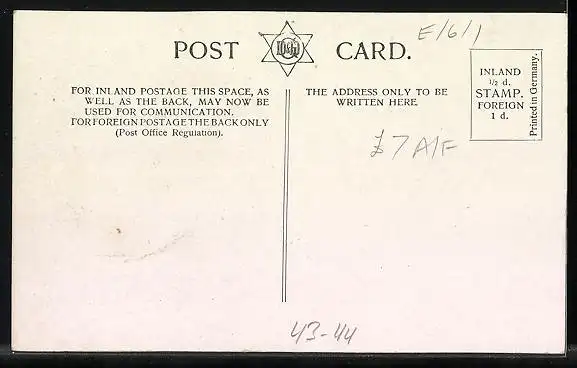 E/6/1
POST CARD.
FOR INLAND POSTAGE THIS SPACE, AS
WELL AS THE BACK, MAY NOW BE
USED FOR COMMUNICATION.
FOR FOREIGN POSTAGE THE BACK ONLY
(Post Office Regulation).
THE ADDRESS ONLY TO BE
WRITTEN HERE
INLAND
½ d.
STAMP.
FOREIGN
1 d.
Printed in Germany.
$7 A/F
43-44